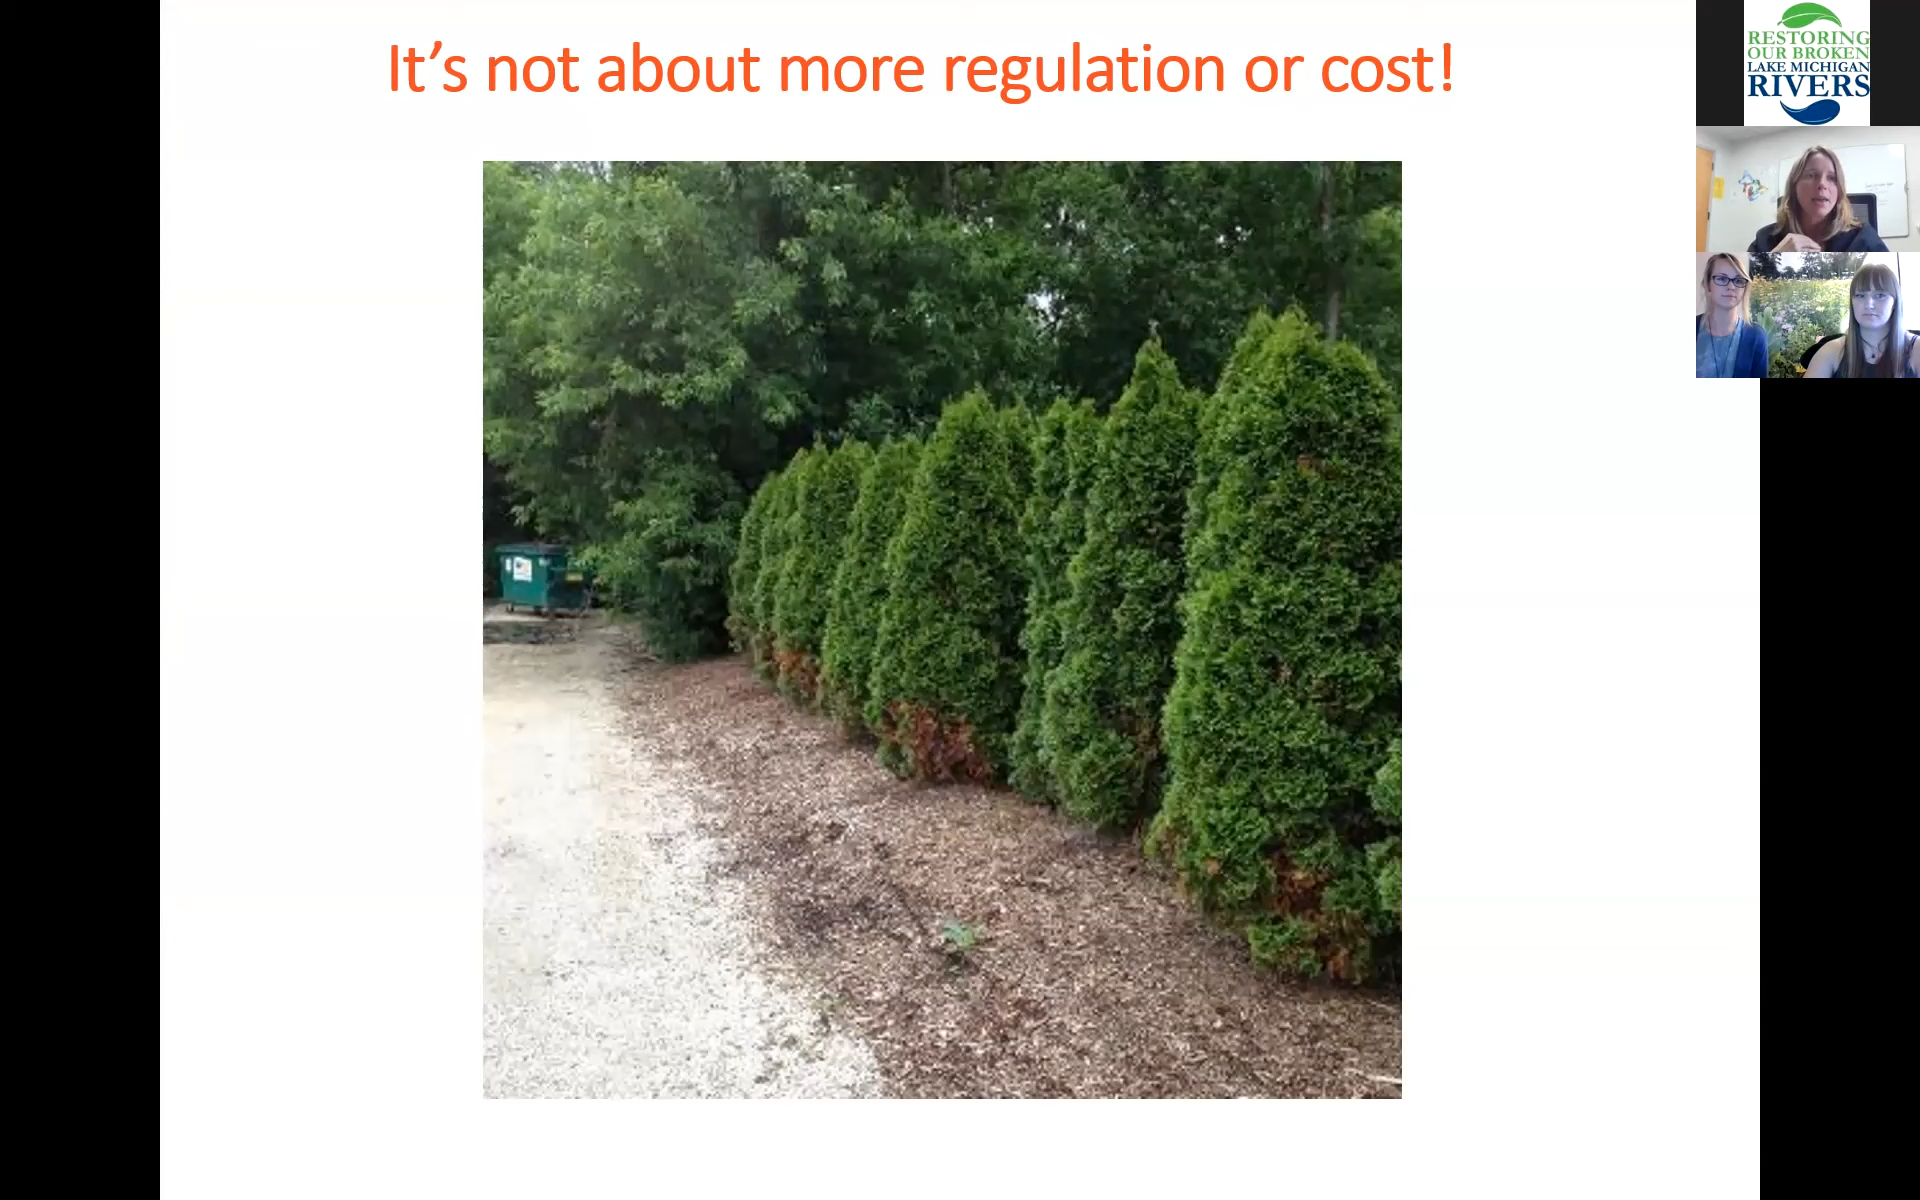 It's not about more regulation or cost!
RESTORING
OUR BROKEN
LAKE MICHIGAN
RIVERS